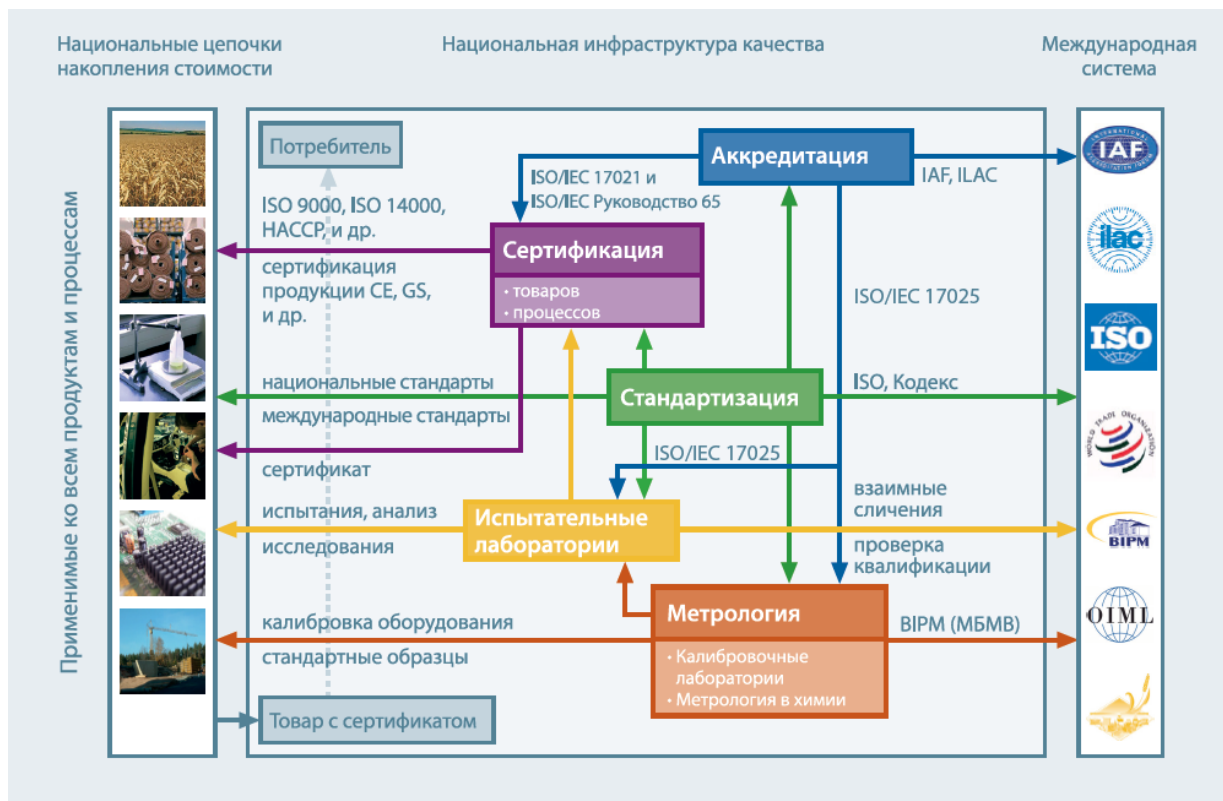 Национальные цепочки
накопления стоимости
Национальная инфраструктура качества
Международная
система
Применимые ко всем продуктам и процессам
Потребитель
Аккредитация
IAF
IAF, ILAC
ISO/IEC 17021 и
ISO/IEC Руководство 65
ISO 9000, ISO 14000,
HACCP, и др.
Сертификация
• товаров
• процессов
сертификация
продукции CE, GS,
и др.
ilac
ISO/IEC 17025
ISO
национальные стандарты
Стандартизация
ISO, Кодекс
международные стандарты
WORLD TRADE ORGANIZATION
сертификат
ISO/IEC 17025
испытания, анализ
исследования
Испытательные
лаборатории
взаимные
сличения
проверка
квалификации
BIPM
Метрология
• Калибровочные
лаборатории
• Метрология в химии
калибровка оборудования
стандартные образцы
BIPM (МБМВ)
OIML
Товар с сертификатом